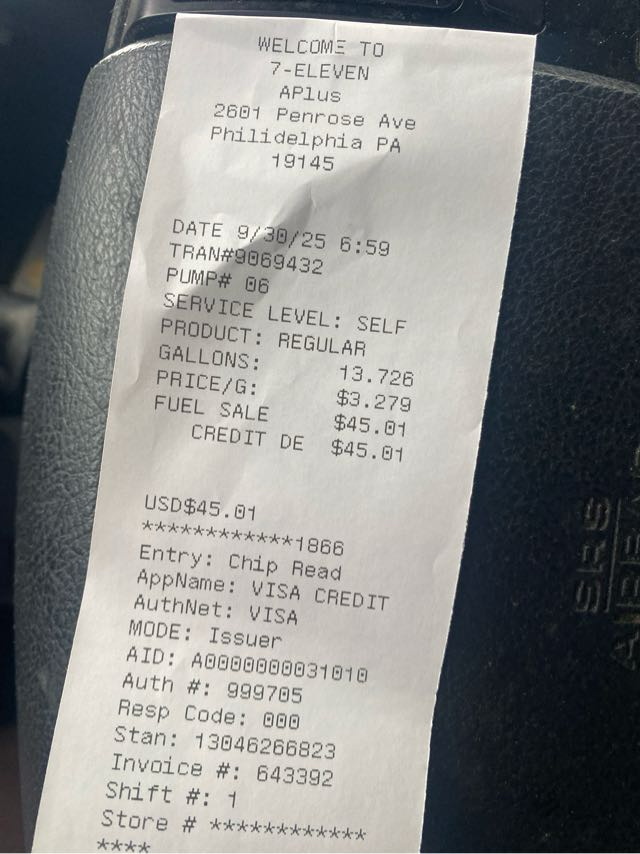 WELCOME TO
7-ELEVEN
APlus
2601 Penrose Ave
Philidelphia PA
19145
DATE 9/30/25 6:59
TRAN#9069432
PUMP# 06
SERVICE LEVEL: SELF
PRODUCT: REGULAR
GALLONS: 13.726
PRICE/G: $3.279
FUEL SALE $45.01
CREDIT DE $45.01
USD$45.01
************1866
Entry: Chip Read
AppName: VISA CREDIT
AuthNet: VISA
MODE: Issuer
AID: A0000000031010
Auth #: 999705
Resp Code: 000
Stan: 13046266823
Invoice #: 643392
Shift #: 1
Store # ************
****
SRS